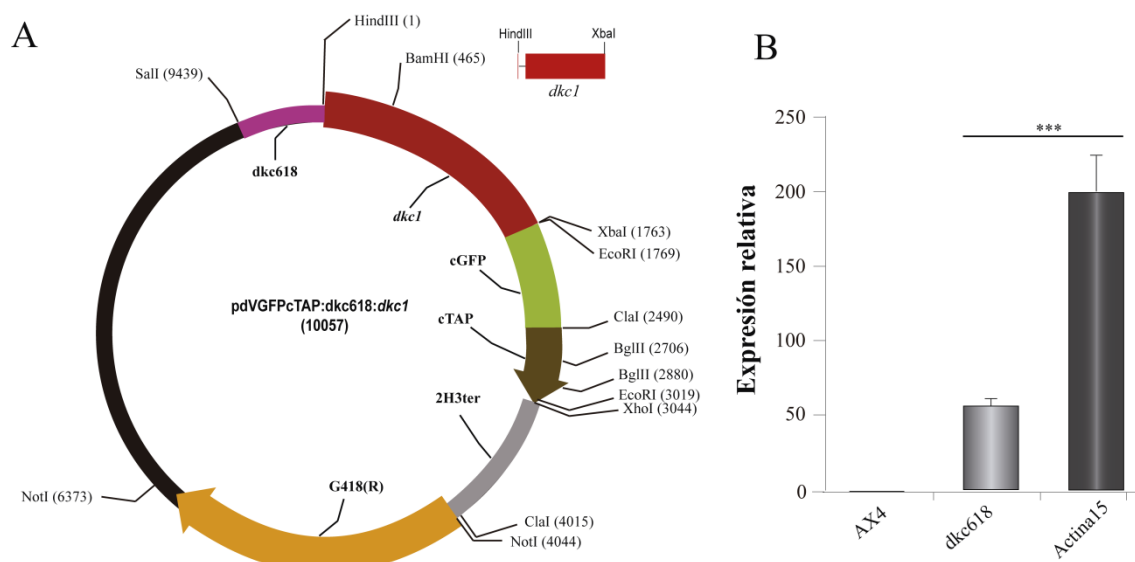 A
HindIII (1)
HindIII
XbaI
dkc1
BamHI (465)
SalI (9439)
dkc618
dkc1
XbaI (1763)
EcoRI (1769)
cGFP
pdVGFPcTAP:dkc618:dkc1
(10057)
cTAP
ClaI (2490)
BglII (2706)
BglII (2880)
EcoRI (3019)
XhoI (3044)
2H3ter
G418(R)
NotI (6373)
ClaI (4015)
NotI (4044)
B
Expresión relativa
250
200
150
100
50
0
***
AX4
dkc618
Actina15